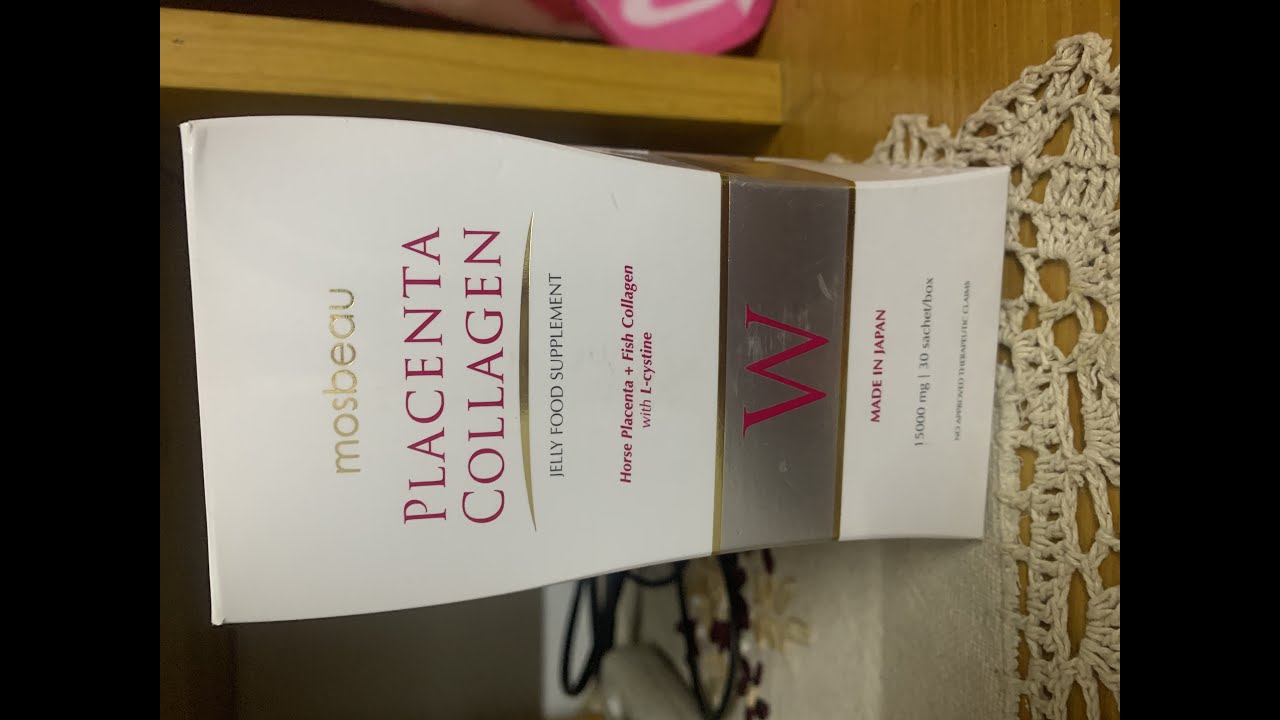 mosbeau
PLACENTA
COLLAGEN
JELLY FOOD SUPPLEMENT
Horse Placenta + Fish Collagen
with L-cystine
W
MADE IN JAPAN
15000 mg | 30 sachet/box
NO APPROVED THERAPEUTIC CLAIMS